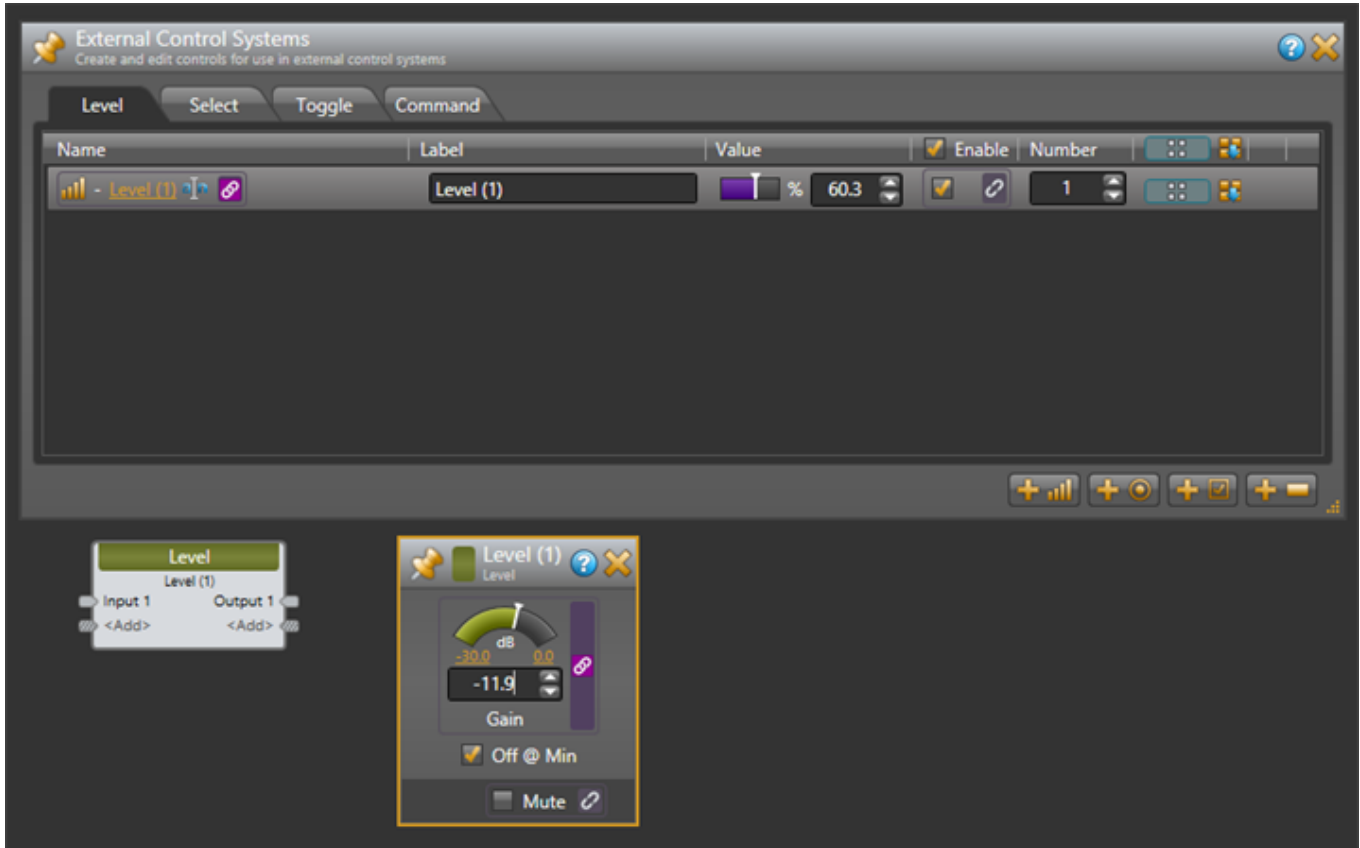 External Control Systems
Create and edit controls for use in external control systems
Level Select Toggle Command
Name Label Value Enable Number
- Level (1) Level (1) % 60.3 1
Level
Level (1)
Input 1 Output 1
<Add> <Add>
Level (1)
Level
dB
-30.0 0.0
-11.9
Gain
Off @ Min
Mute